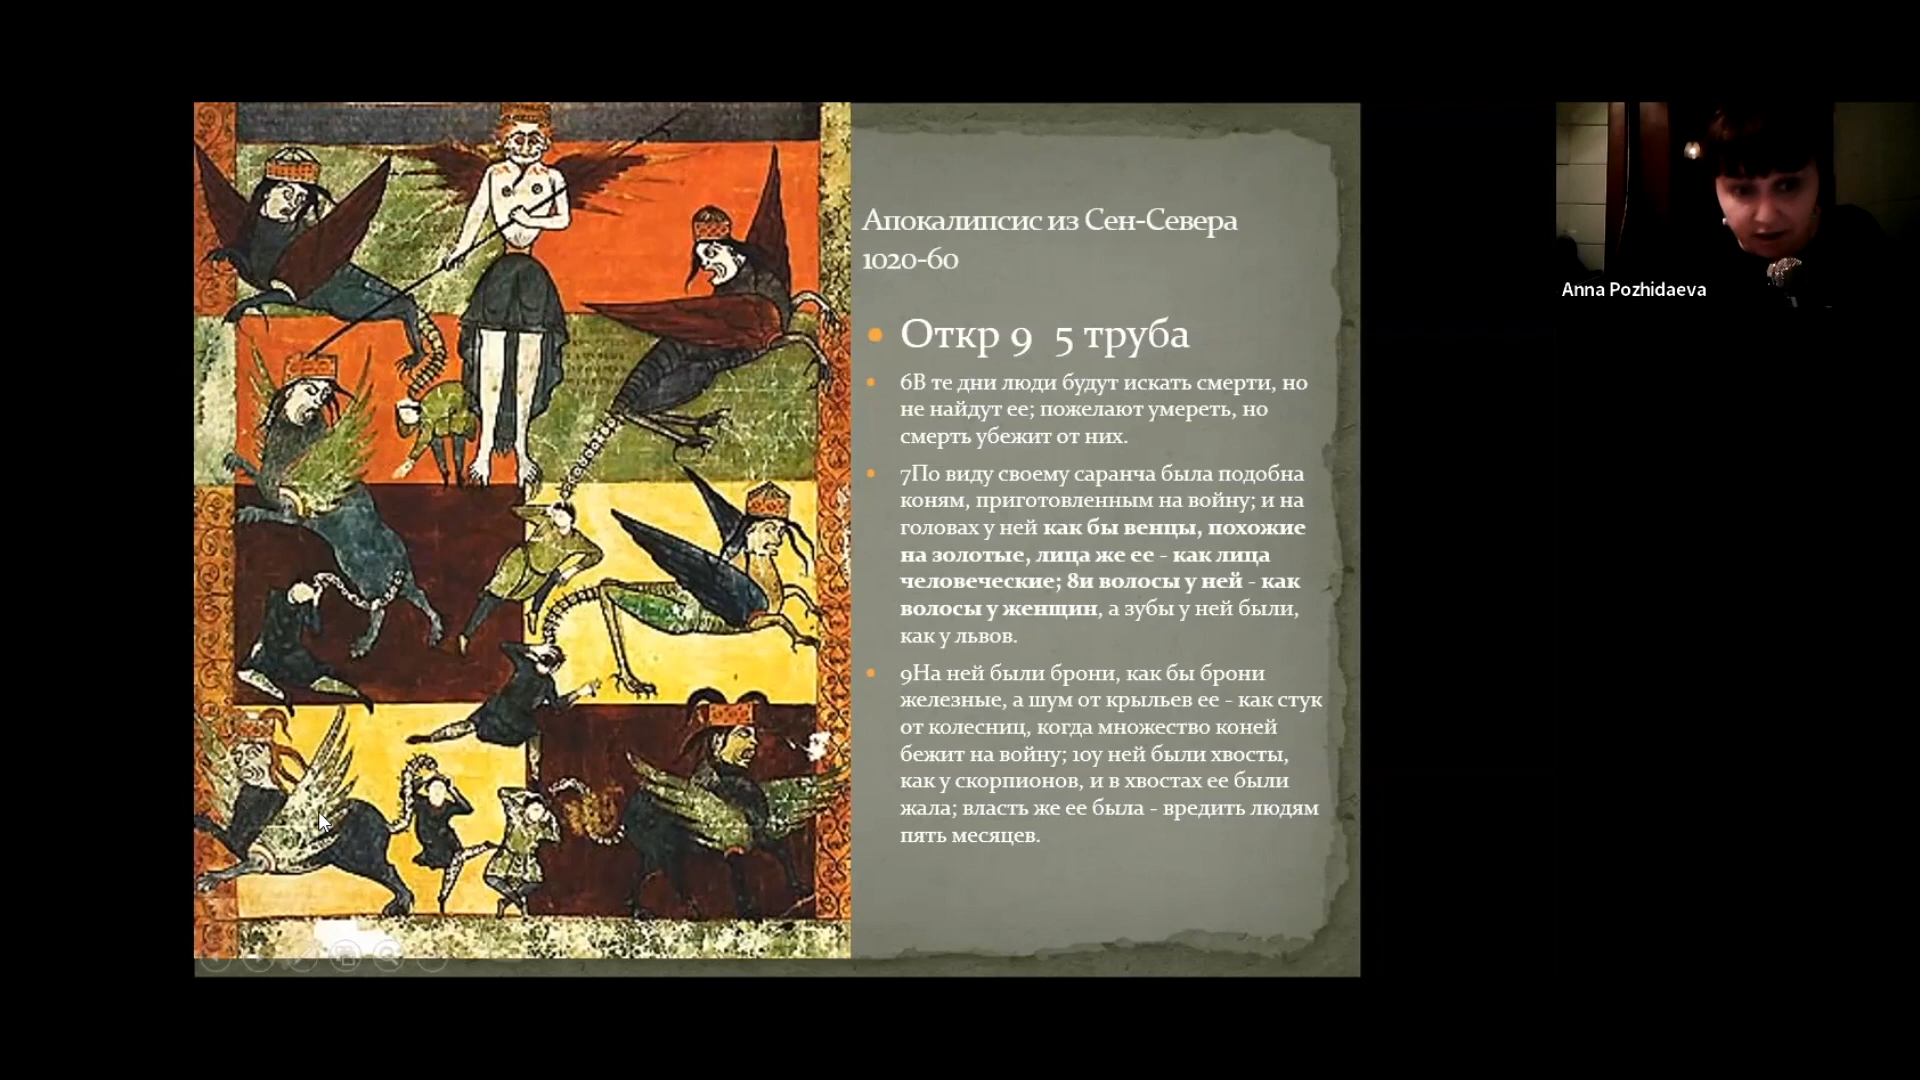 Апокалипсис из Сен-Севера
1020-60
Откр 9 5 труба
6В те дни люди будут искать смерти, но
не найдут ее; пожелают умереть, но
смерть убежит от них.
7По виду своему саранча была подобна
коням, приготовленным на войну; и на
головах у ней как бы венцы, похожие
на золотые, лица же ее - как лица
человеческие; 8и волосы у ней - как
волосы у женщин, а зубы у ней были,
как у львов.
9На ней были брони, как бы брони
железные, а шум от крыльев ее - как стук
от колесниц, когда множество коней
бежит на войну; 10у ней были хвосты,
как у скорпионов, и в хвостах ее были
жала; власть же ее была - вредить людям
пять месяцев.
Anna Pozhidaeva